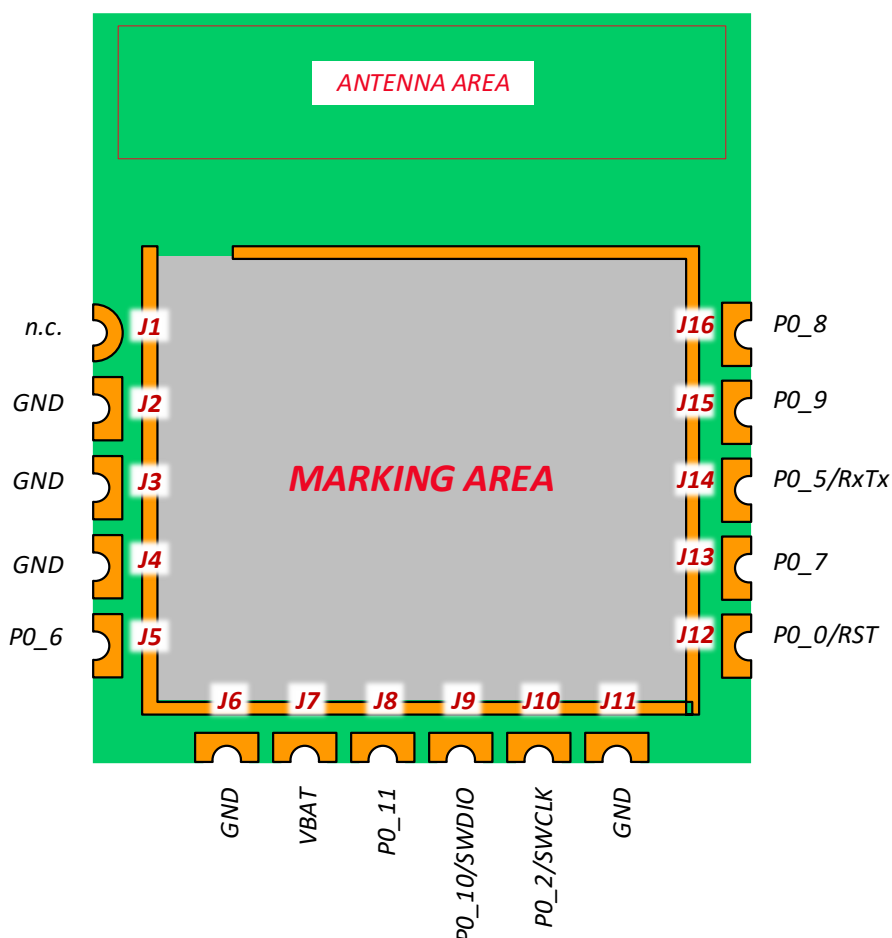 ANTENNA AREA
n.c. J1 J16 P0_8
GND J2 J15 P0_9
GND J3 MARKING AREA J14 P0_5/RxTx
GND J4 J13 P0_7
P0_6 J5 J12 P0_0/RST
J6 J7 J8 J9 J10 J11
GND VBAT P0_11 P0_10/SWDIO P0_2/SWCLK GND